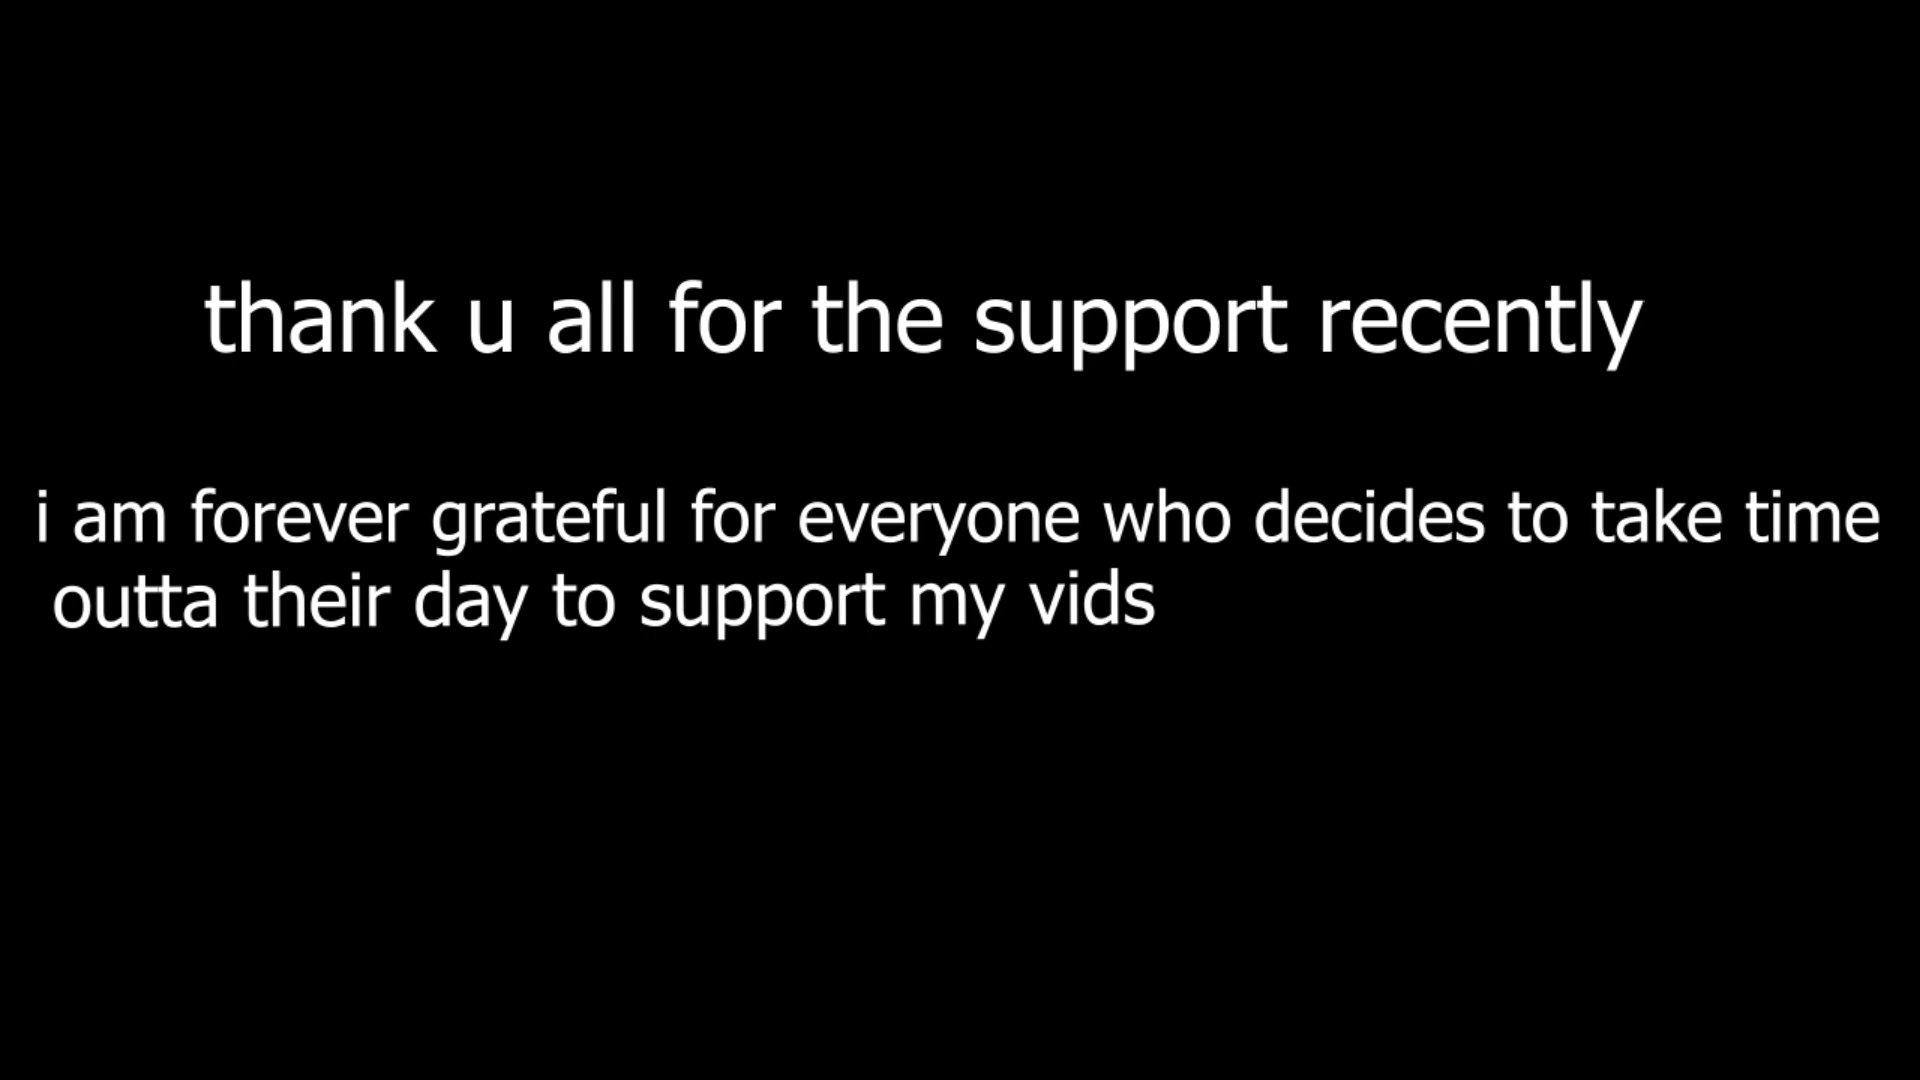 thank u all for the support recently
i am forever grateful for everyone who decides to take time
outta their day to support my vids